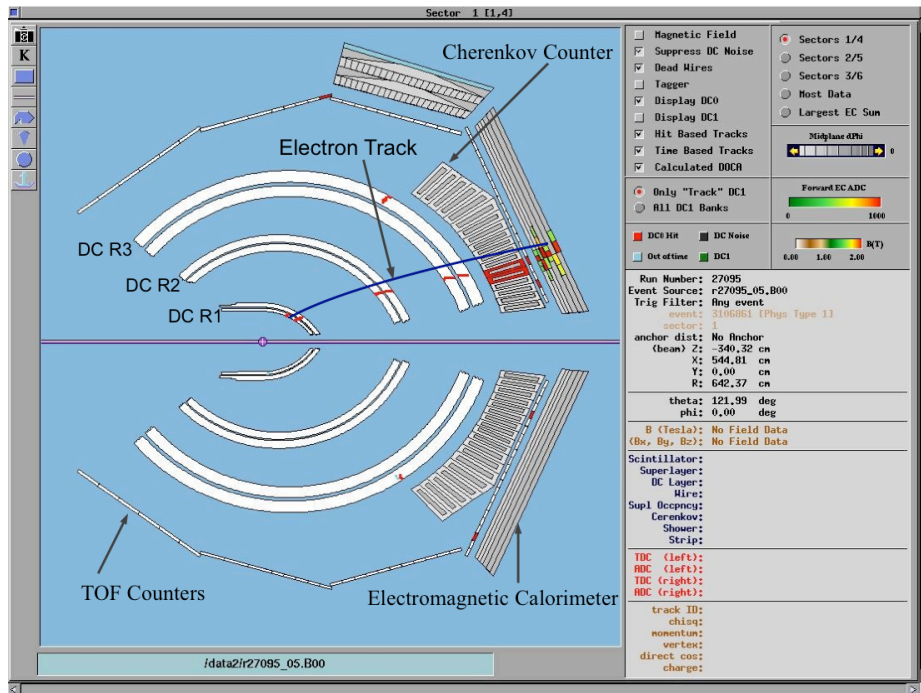 Sector 1 [1,4]
K
Cherenkov Counter
Electron Track
DC R3
DC R2
DC R1
TOF Counters
Electromagnetic Calorimeter
/data2/r27095_05.B00
Magnetic Field
Suppress DC Noise
Dead Wires
Tagger
Display DC0
Display DC1
Hit Based Tracks
Time Based Tracks
Calculated DOCA
Only "Track" DC1
All DC1 Banks
DC0 Hit
DC Noise
Out of time
DC1
Sectors 1/4
Sectors 2/5
Sectors 3/6
Most Data
Largest EC Sum
Midplane dPhi
0
Forward EC ADC
0 1000
B(T)
0.00 1.00 2.00
Run Number: 27095
Event Source: r27095_05.B00
Trig Filter: Any event
event: 3106861 [Phys Type 1]
sector: 1
anchor dist: No Anchor
(beam) Z: -340.32 cm
X: 544.81 cm
Y: 0.00 cm
R: 642.37 cm
theta: 121.99 deg
phi: 0.00 deg
B (Tesla): No Field Data
(Bx, By, Bz): No Field Data
Scintillator:
Superlayer:
DC Layer:
Wire:
Supl Occpncy:
Cerenkov:
Shower:
Strip:
TDC (left):
ADC (left):
TDC (right):
ADC (right):
track ID:
chisq:
momentum:
vertex:
direct cos:
charge: